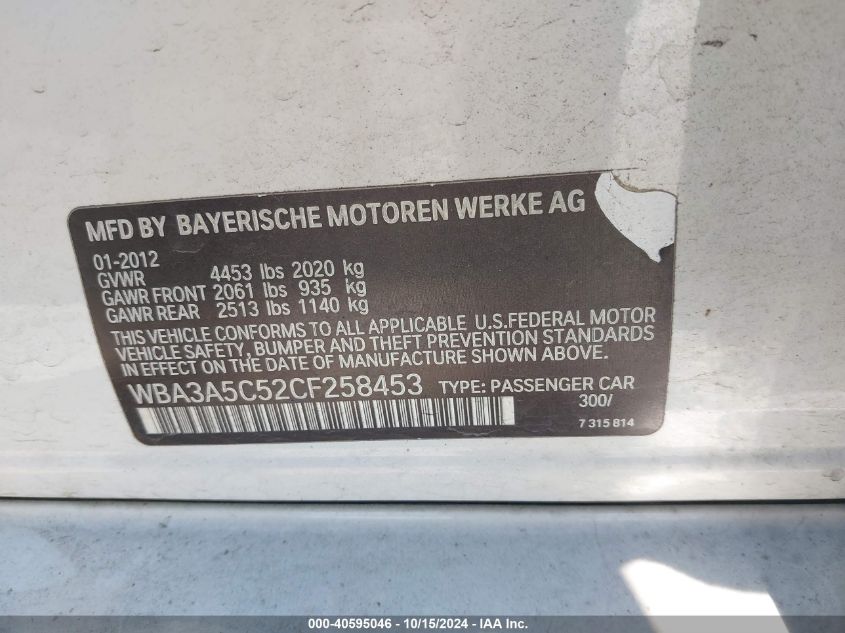 MFD BY BAYERISCHE MOTOREN WERKE AG
01-2012
GVWR 4453 lbs 2020 kg
GAWR FRONT 2061 lbs 935 kg
GAWR REAR 2513 lbs 1140 kg
THIS VEHICLE CONFORMS TO ALL APPLICABLE U.S.FEDERAL MOTOR
VEHICLE SAFETY, BUMPER AND THEFT PREVENTION STANDARDS
IN EFFECT ON THE DATE OF MANUFACTURE SHOWN ABOVE.
WBA3A5C52CF258453 TYPE: PASSENGER CAR
300/
7 315 814
000-40595046 - 10/15/2024 - © IAA, Inc.